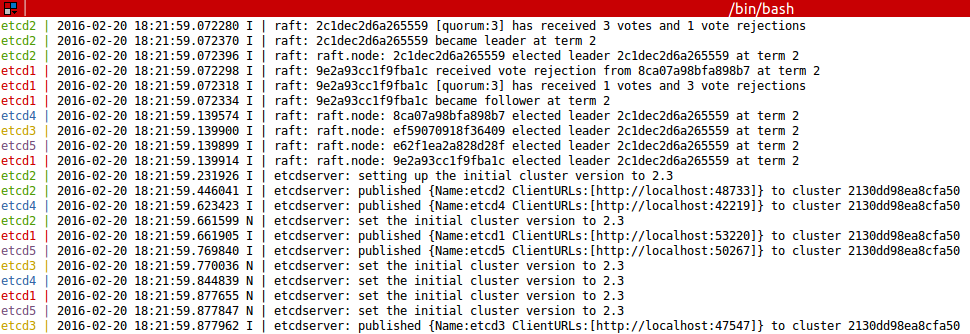 /bin/bash
etcd2 | 2016-02-20 18:21:59.072280 I | raft: 2c1dec2d6a265559 [quorum:3] has received 3 votes and 1 vote rejections
etcd2 | 2016-02-20 18:21:59.072370 I | raft: 2c1dec2d6a265559 became leader at term 2
etcd2 | 2016-02-20 18:21:59.072396 I | raft: raft.node: 2c1dec2d6a265559 elected leader 2c1dec2d6a265559 at term 2
etcd1 | 2016-02-20 18:21:59.072298 I | raft: 9e2a93cc1f9fba1c received vote rejection from 8ca07a98bfa898b7 at term 2
etcd1 | 2016-02-20 18:21:59.072318 I | raft: 9e2a93cc1f9fba1c [quorum:3] has received 1 votes and 3 vote rejections
etcd1 | 2016-02-20 18:21:59.072334 I | raft: 9e2a93cc1f9fba1c became follower at term 2
etcd4 | 2016-02-20 18:21:59.139574 I | raft: raft.node: 8ca07a98bfa898b7 elected leader 2c1dec2d6a265559 at term 2
etcd3 | 2016-02-20 18:21:59.139900 I | raft: raft.node: ef59070918f36409 elected leader 2c1dec2d6a265559 at term 2
etcd5 | 2016-02-20 18:21:59.139899 I | raft: raft.node: e62f1ea2a828d28f elected leader 2c1dec2d6a265559 at term 2
etcd1 | 2016-02-20 18:21:59.139914 I | raft: raft.node: 9e2a93cc1f9fba1c elected leader 2c1dec2d6a265559 at term 2
etcd2 | 2016-02-20 18:21:59.231926 I | etcdserver: setting up the initial cluster version to 2.3
etcd2 | 2016-02-20 18:21:59.446041 I | etcdserver: published {Name:etcd2 ClientURLs:[http://localhost:48733]} to cluster 2130dd98ea8cfa50
etcd4 | 2016-02-20 18:21:59.623423 I | etcdserver: published {Name:etcd4 ClientURLs:[http://localhost:42219]} to cluster 2130dd98ea8cfa50
etcd2 | 2016-02-20 18:21:59.661599 N | etcdserver: set the initial cluster version to 2.3
etcd1 | 2016-02-20 18:21:59.661905 I | etcdserver: published {Name:etcd1 ClientURLs:[http://localhost:53220]} to cluster 2130dd98ea8cfa50
etcd5 | 2016-02-20 18:21:59.769840 I | etcdserver: published {Name:etcd5 ClientURLs:[http://localhost:50267]} to cluster 2130dd98ea8cfa50
etcd3 | 2016-02-20 18:21:59.770036 N | etcdserver: set the initial cluster version to 2.3
etcd4 | 2016-02-20 18:21:59.844839 N | etcdserver: set the initial cluster version to 2.3
etcd1 | 2016-02-20 18:21:59.877655 N | etcdserver: set the initial cluster version to 2.3
etcd5 | 2016-02-20 18:21:59.877847 N | etcdserver: set the initial cluster version to 2.3
etcd3 | 2016-02-20 18:21:59.877962 I | etcdserver: published {Name:etcd3 ClientURLs:[http://localhost:47547]} to cluster 2130dd98ea8cfa50